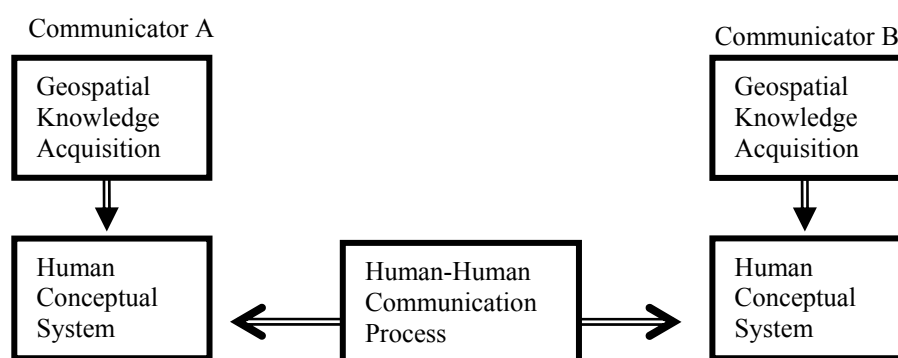 Communicator A
Geospatial
Knowledge
Acquisition
Human
Conceptual
System
Human-Human
Communication
Process
Communicator B
Geospatial
Knowledge
Acquisition
Human
Conceptual
System